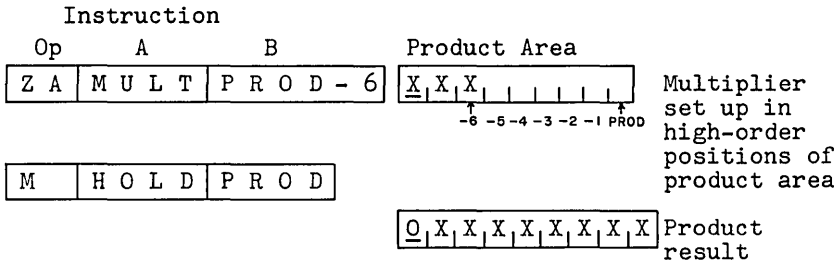 Instruction
Op A B Product Area
Z A M U L T P R O D - 6 X X X
Multiplier
set up in
high-order
positions of
product area
-6 -5 -4 -3 -2 -1 PROD
M H O L D P R O D
O X X X X X X X X
Product
result